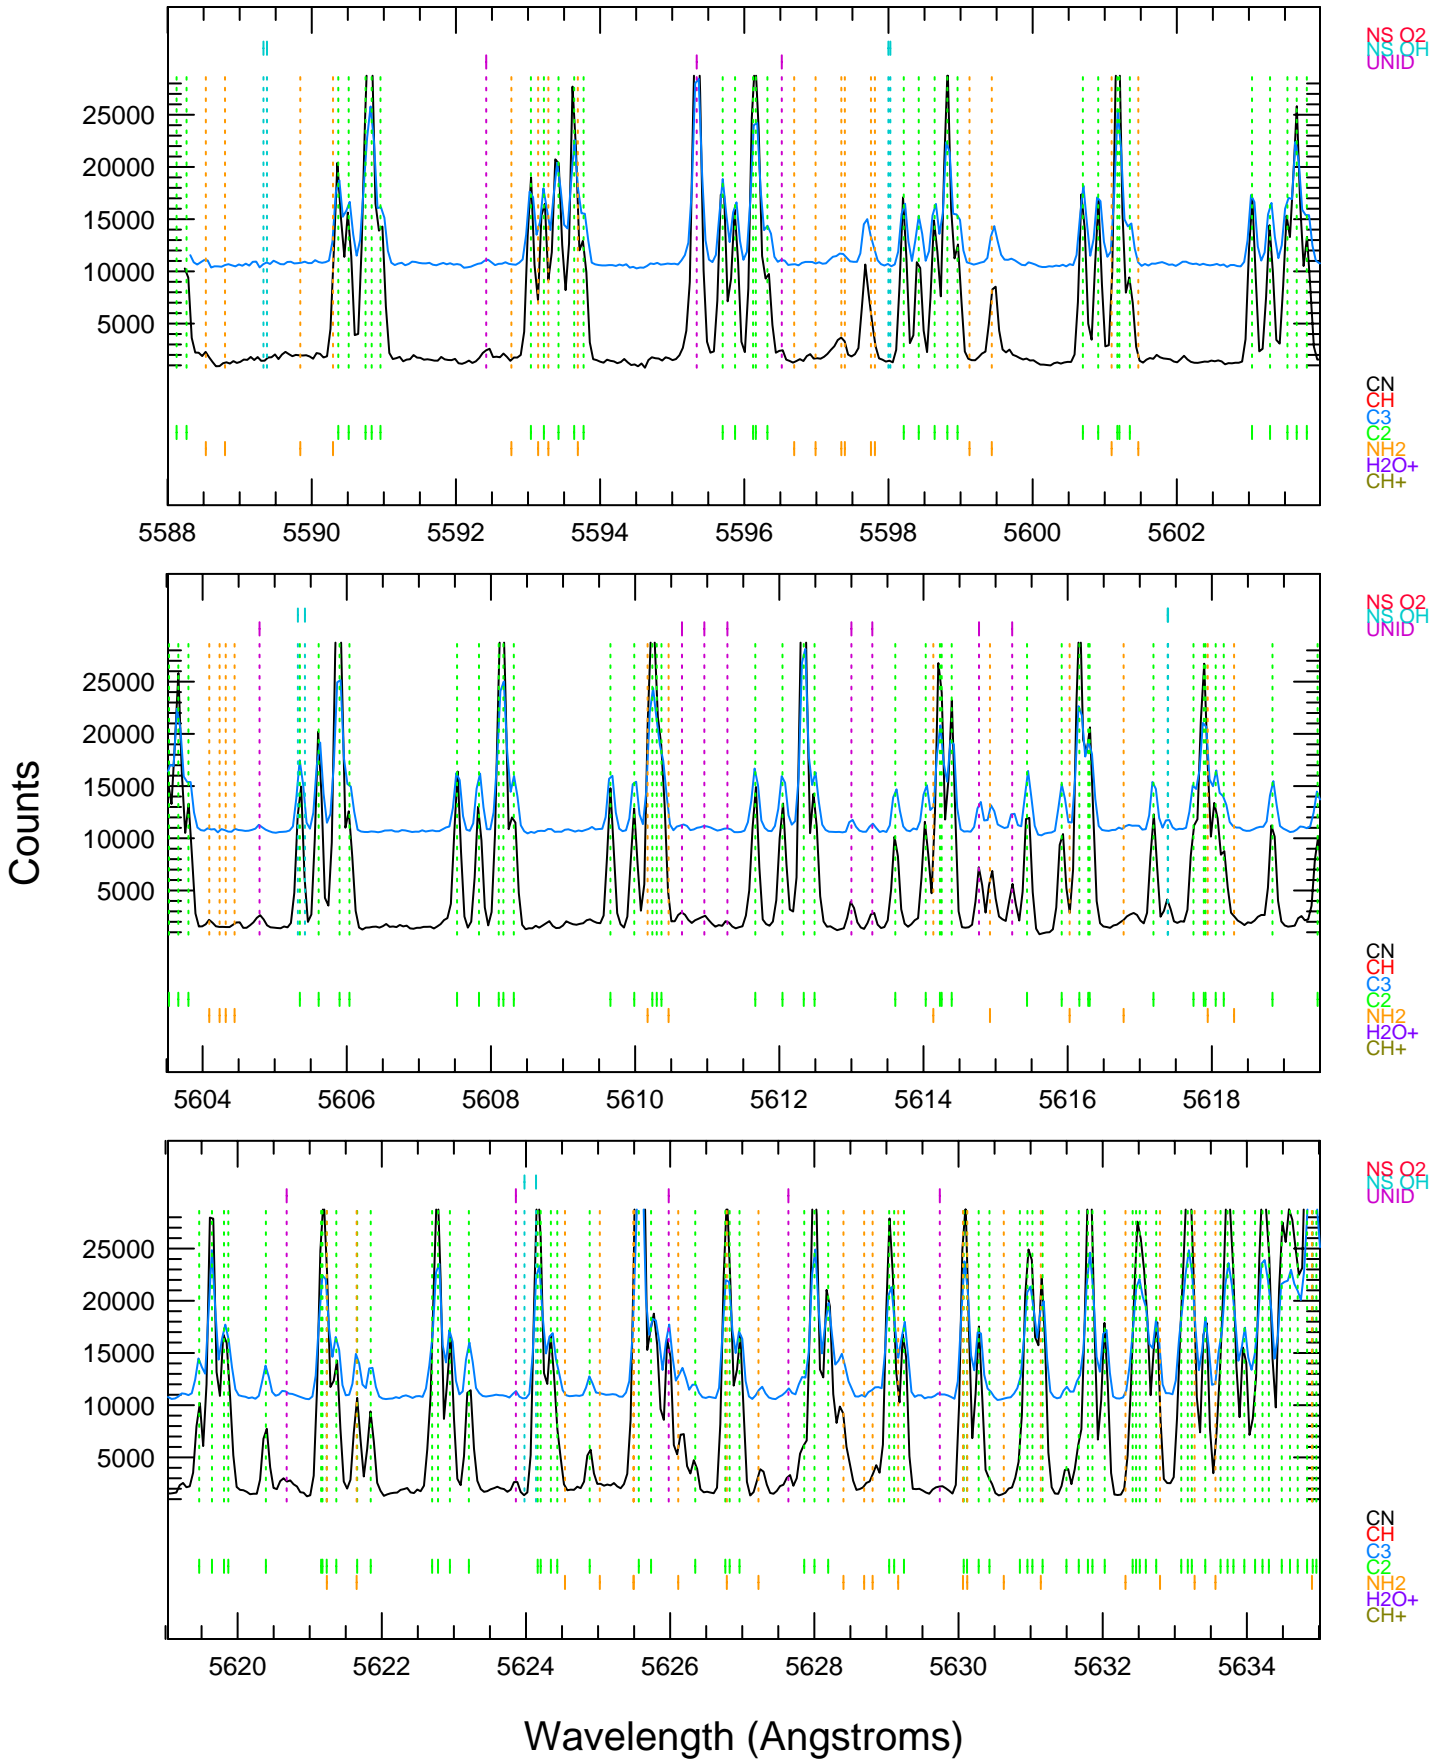 NS O2
NS OH
UNID
25000
20000
15000
10000
5000
CN
CH
C3
C2
NH2
H2O+
CH+
5588 5590 5592 5594 5596 5598 5600 5602
NS O2
NS OH
UNID
25000
20000
15000
10000
5000
Counts
CN
CH
C3
C2
NH2
H2O+
CH+
5604 5606 5608 5610 5612 5614 5616 5618
NS O2
NS OH
UNID
25000
20000
15000
10000
5000
CN
CH
C3
C2
NH2
H2O+
CH+
5620 5622 5624 5626 5628 5630 5632 5634
Wavelength (Angstroms)